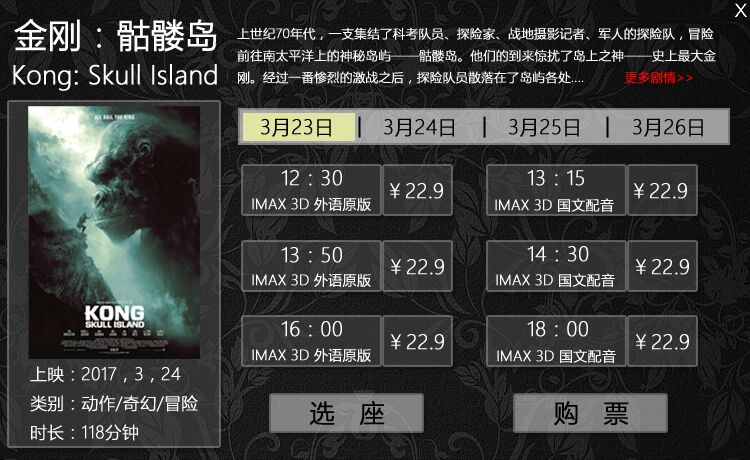 X
金刚：骷髅岛
Kong: Skull Island
上世纪70年代，一支集结了科考队员、探险家、战地摄影记者、军人的探险队，冒险
前往南太平洋上的神秘岛屿——骷髅岛。他们的到来惊扰了岛上之神——史上最大金
刚。经过一番惨烈的激战之后，探险队员散落在了岛屿各处.... 更多剧情>>
ALL HAIL THE KING
KONG
SKULL ISLAND
上映：2017，3，24
类别：动作/奇幻/冒险
时长：118分钟
3月23日 | 3月24日 | 3月25日 | 3月26日
12：30
IMAX 3D 外语原版
￥22.9
13：15
IMAX 3D 国文配音
￥22.9
13：50
IMAX 3D 外语原版
￥22.9
14：30
IMAX 3D 国文配音
￥22.9
16：00
IMAX 3D 外语原版
￥22.9
18：00
IMAX 3D 国文配音
￥22.9
选 座
购 票